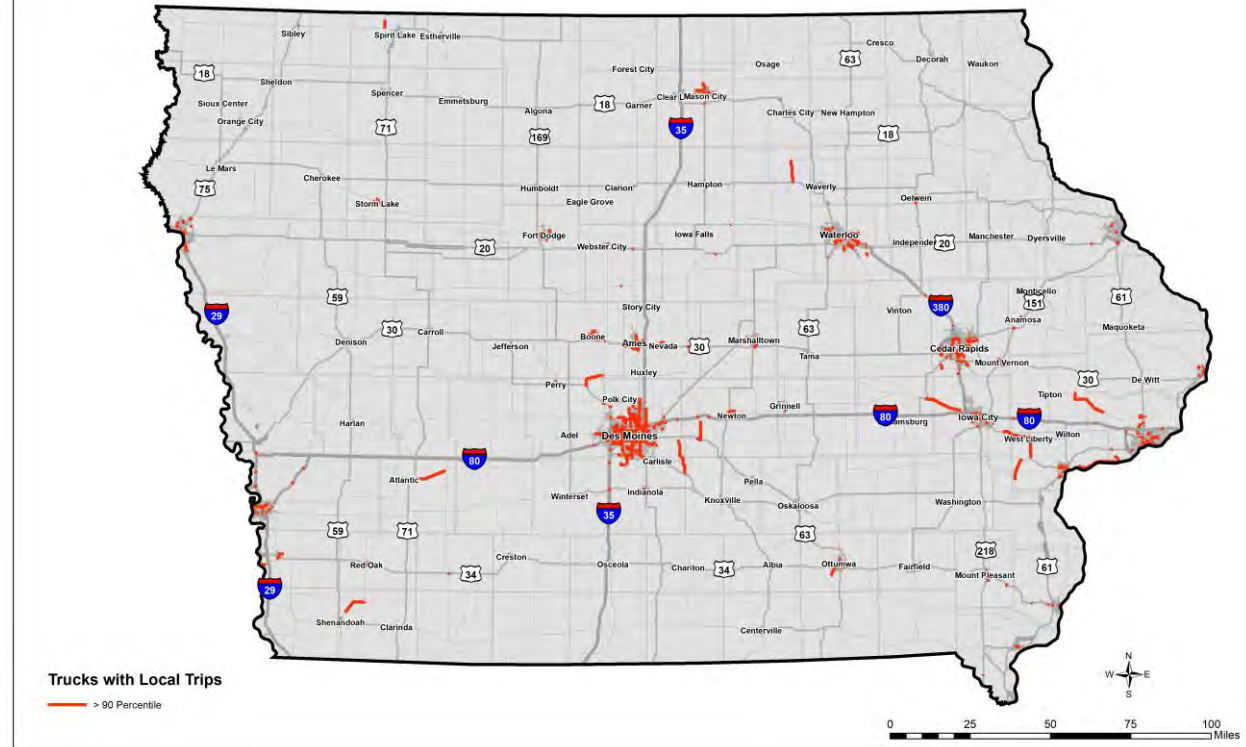 Sibley
Spirit Lake
Estherville
Cresco
63
Decorah
Osage
Waukon
Forest City
18
Sheldon
Spencer
Emmetsburg
Clear L
Mason City
Sioux Center
18
Garner
Algona
Charles City
New Hampton
Orange City
71
35
169
18
Le Mars
Cherokee
75
Humboldt
Clarion
Hampton
Waverly
Oelwein
Storm Lake
Eagle Grove
Fort Dodge
Iowa Falls
Waterloo
20
Webster City
Independen
20
Manchester
Dyersville
59
Monticello
151
61
29
Story City
Vinton
380
Anamosa
30
Carroll
63
Maquoketa
Denison
Jefferson
Boone
Ames
Nevada
30
Marshalltown
Cedar Rapids
Tama
Mount Vernon
Huxley
Perry
30
De Witt
Polk City
Tipton
Harlan
Newton
Grinnell
80
Iowa City
80
Adel
Des Moines
amsburg
West Liberty
Wilton
80
Carlisle
Atlantic
Pella
Winterset
Indianola
Knoxville
Oskaloosa
Washington
35
59
71
63
218
Creston
Osceola
Chariton
34
Albia
Ottumwa
Fairfield
61
Red Oak
34
Mount Pleasant
29
Shenandoah
Clarinda
Centerville
Trucks with Local Trips
> 90 Percentile
N
W
E
S
0 25 50 75 100
Miles